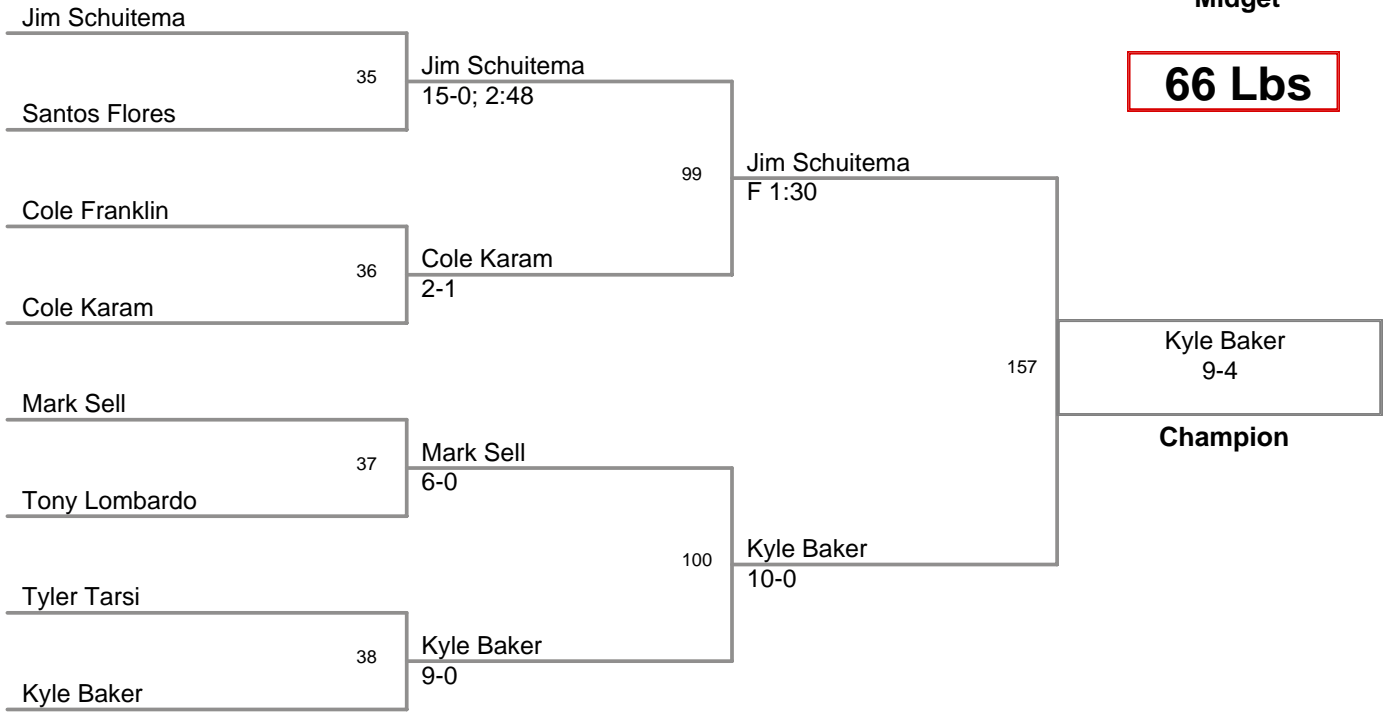 Midget
66 Lbs
Jim Schuitema
35
Santos Flores
Jim Schuitema
15-0; 2:48
Cole Franklin
36
Cole Karam
Cole Karam
2-1
99
Jim Schuitema
F 1:30
Mark Sell
37
Tony Lombardo
Mark Sell
6-0
Tyler Tarsi
38
Kyle Baker
Kyle Baker
9-0
100
Kyle Baker
10-0
157
Kyle Baker
9-4
Champion